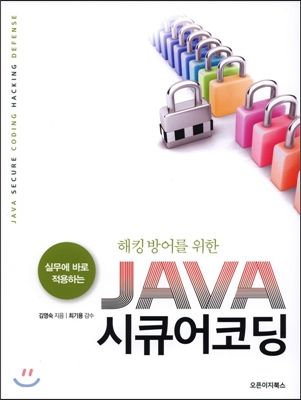 JAVA SECURE CODING HACKING DEFENSE
해킹 방어를 위한
실무에 바로
적용하는
JAVA
김영숙 지음 | 최기용 감수
시큐어코딩
오픈이지북스